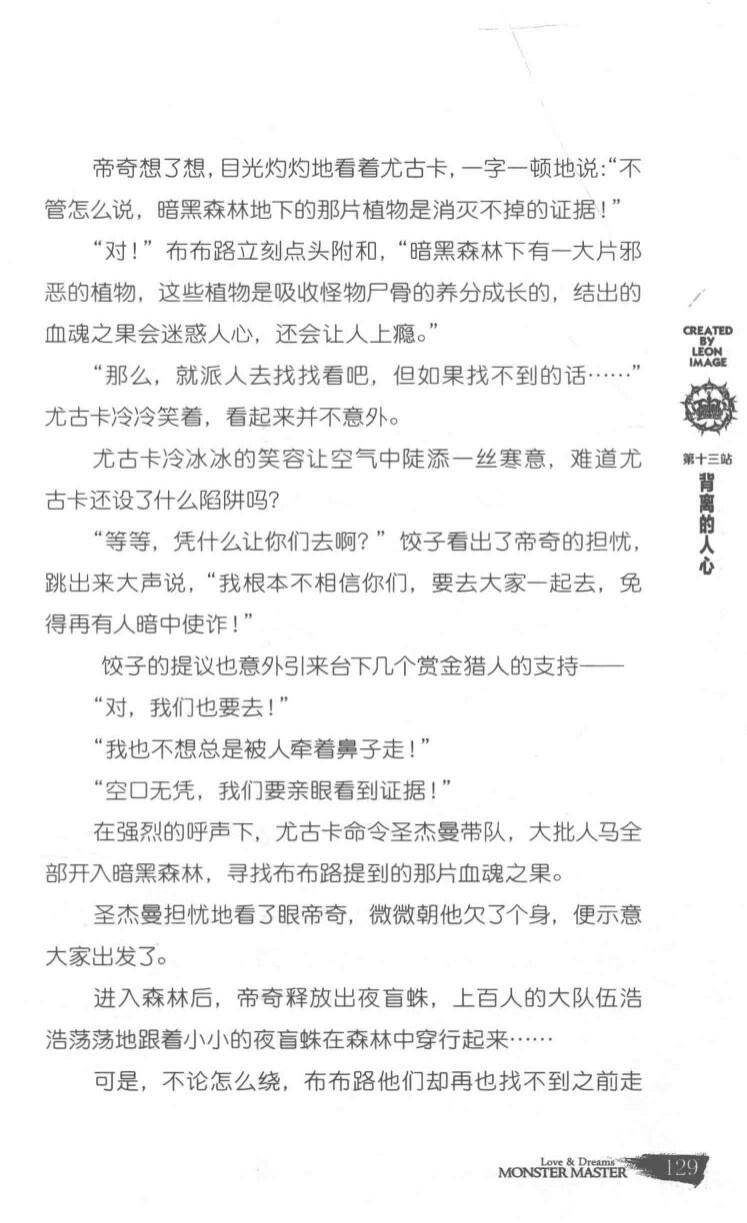 帝奇想了想，目光灼灼地看着尤古卡，一字一顿地说：“不
管怎么说，暗黑森林地下的那片植物是消灭不掉的证据！”
“对！”布布路立刻点头附和，“暗黑森林下有一大片邪
恶的植物，这些植物是吸收怪物尸骨的养分成长的，结出的
血魂之果会迷惑人心，还会让人上瘾。”
“那么，就派人去找找看吧，但如果找不到的话……”
尤古卡冷冷笑着，看起来并不意外。
尤古卡冷冰冰的笑容让空气中陡添一丝寒意，难道尤
古卡还设了什么陷阱吗？
“等等，凭什么让你们去啊？”饺子看出了帝奇的担忧，
跳出来大声说，“我根本不相信你们，要去大家一起去，免
得再有人暗中使诈！”
饺子的提议也意外引来台下几个赏金猎人的支持——
“对，我们也要去！”
“我也不想总是被人牵着鼻子走！”
“空口无凭，我们要亲眼看到证据！”
在强烈的呼声下，尤古卡命令圣杰曼带队，大批人马全
部开入暗黑森林，寻找布布路提到的那片血魂之果。
圣杰曼担忧地看了眼帝奇，微微朝他欠了个身，便示意
大家出发了。
进入森林后，帝奇释放出夜盲蛛，上百人的大队伍浩
浩荡荡地跟着小小的夜盲蛛在森林中穿行起来……
可是，不论怎么绕，布布路他们却再也找不到之前走
CREATED
BY
LEON
IMAGE
第十三站
背离的人心
Love & Dreams
MONSTER MASTER
129